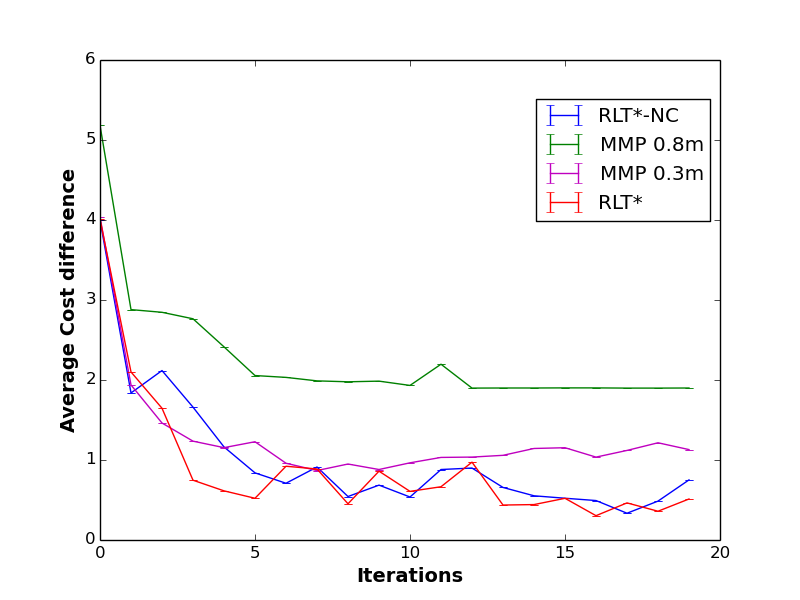 6
5
4
3
2
1
0
Average Cost difference
RLT*-NC
MMP 0.8m
MMP 0.3m
RLT*
0 5 10 15 20
Iterations